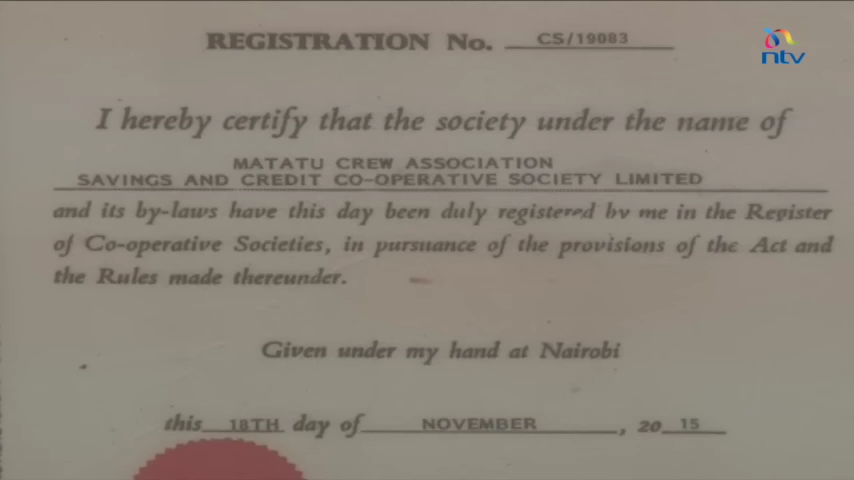 REGISTRATION No. CS/19083
ntv
I hereby certify that the society under the name of
MATATU CREW ASSOCIATION
SAVINGS AND CREDIT CO-OPERATIVE SOCIETY LIMITED
and its by-laws have this day been duly registered by me in the Register
of Co-operative Societies, in pursuance of the provisions of the Act and
the Rules made thereunder.
Given under my hand at Nairobi
this 18TH day of NOVEMBER, 20 15